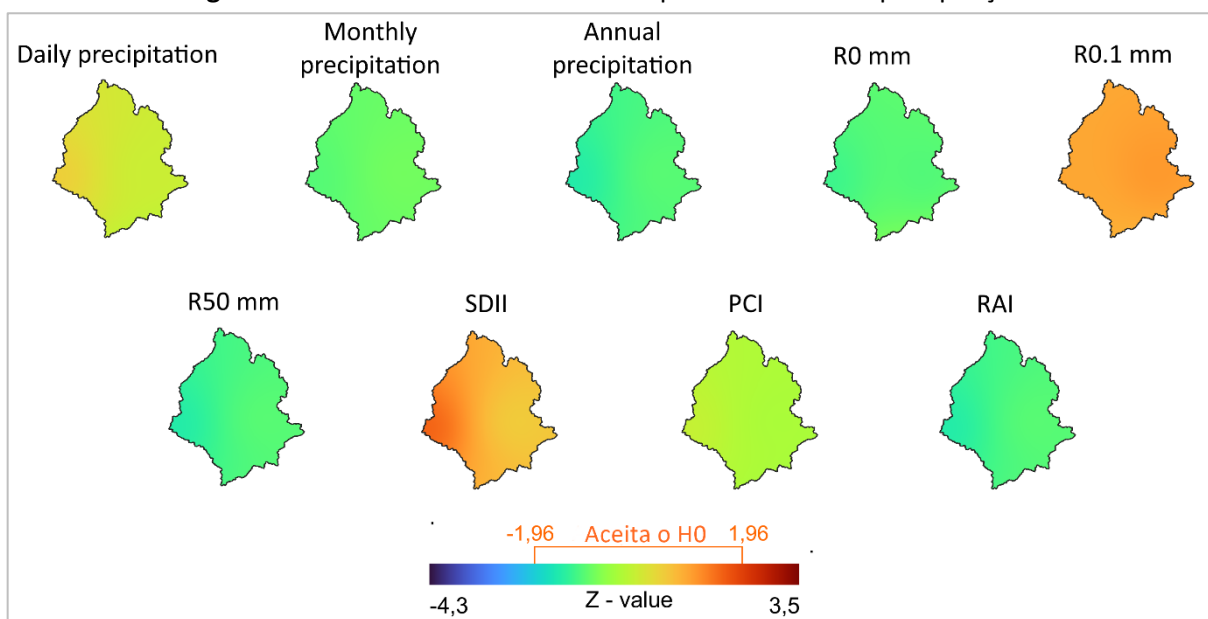 Daily precipitation
Monthly
precipitation
Annual
precipitation
R0 mm
R0.1 mm
R50 mm
SDII
PCI
RAI
-1,96 Aceita o H0 1,96
-4,3 Z - value 3,5